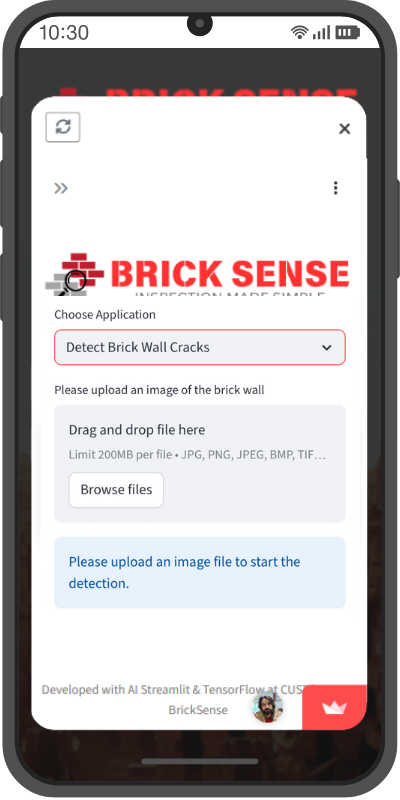 10:30
BRICK SENSE
BRICK SENSE
INSPECTION MADE SIMPLE
Choose Application
Detect Brick Wall Cracks
Please upload an image of the brick wall
Drag and drop file here
Limit 200MB per file • JPG, PNG, JPEG, BMP, TIF...
Browse files
Please upload an image file to start the
detection.
Developed with AI Streamlit & TensorFlow at CUST
BrickSense